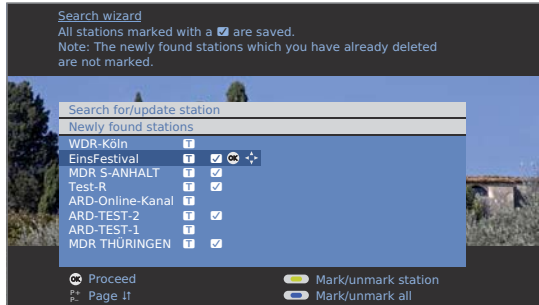 Search wizard
All stations marked with a ✓ are saved.
Note: The newly found stations which you have already deleted
are not marked.
Search for/update station
Newly found stations
WDR-Köln T
EinsFestival T ✓ OK
MDR S-ANHALT T ✓
Test-R T ✓
ARD-Online-Kanal T
ARD-TEST-2 T ✓
ARD-TEST-1 T
MDR THÜRINGEN T ✓
OK Proceed Mark/unmark station
P+ P- Page ↓↑ Mark/unmark all